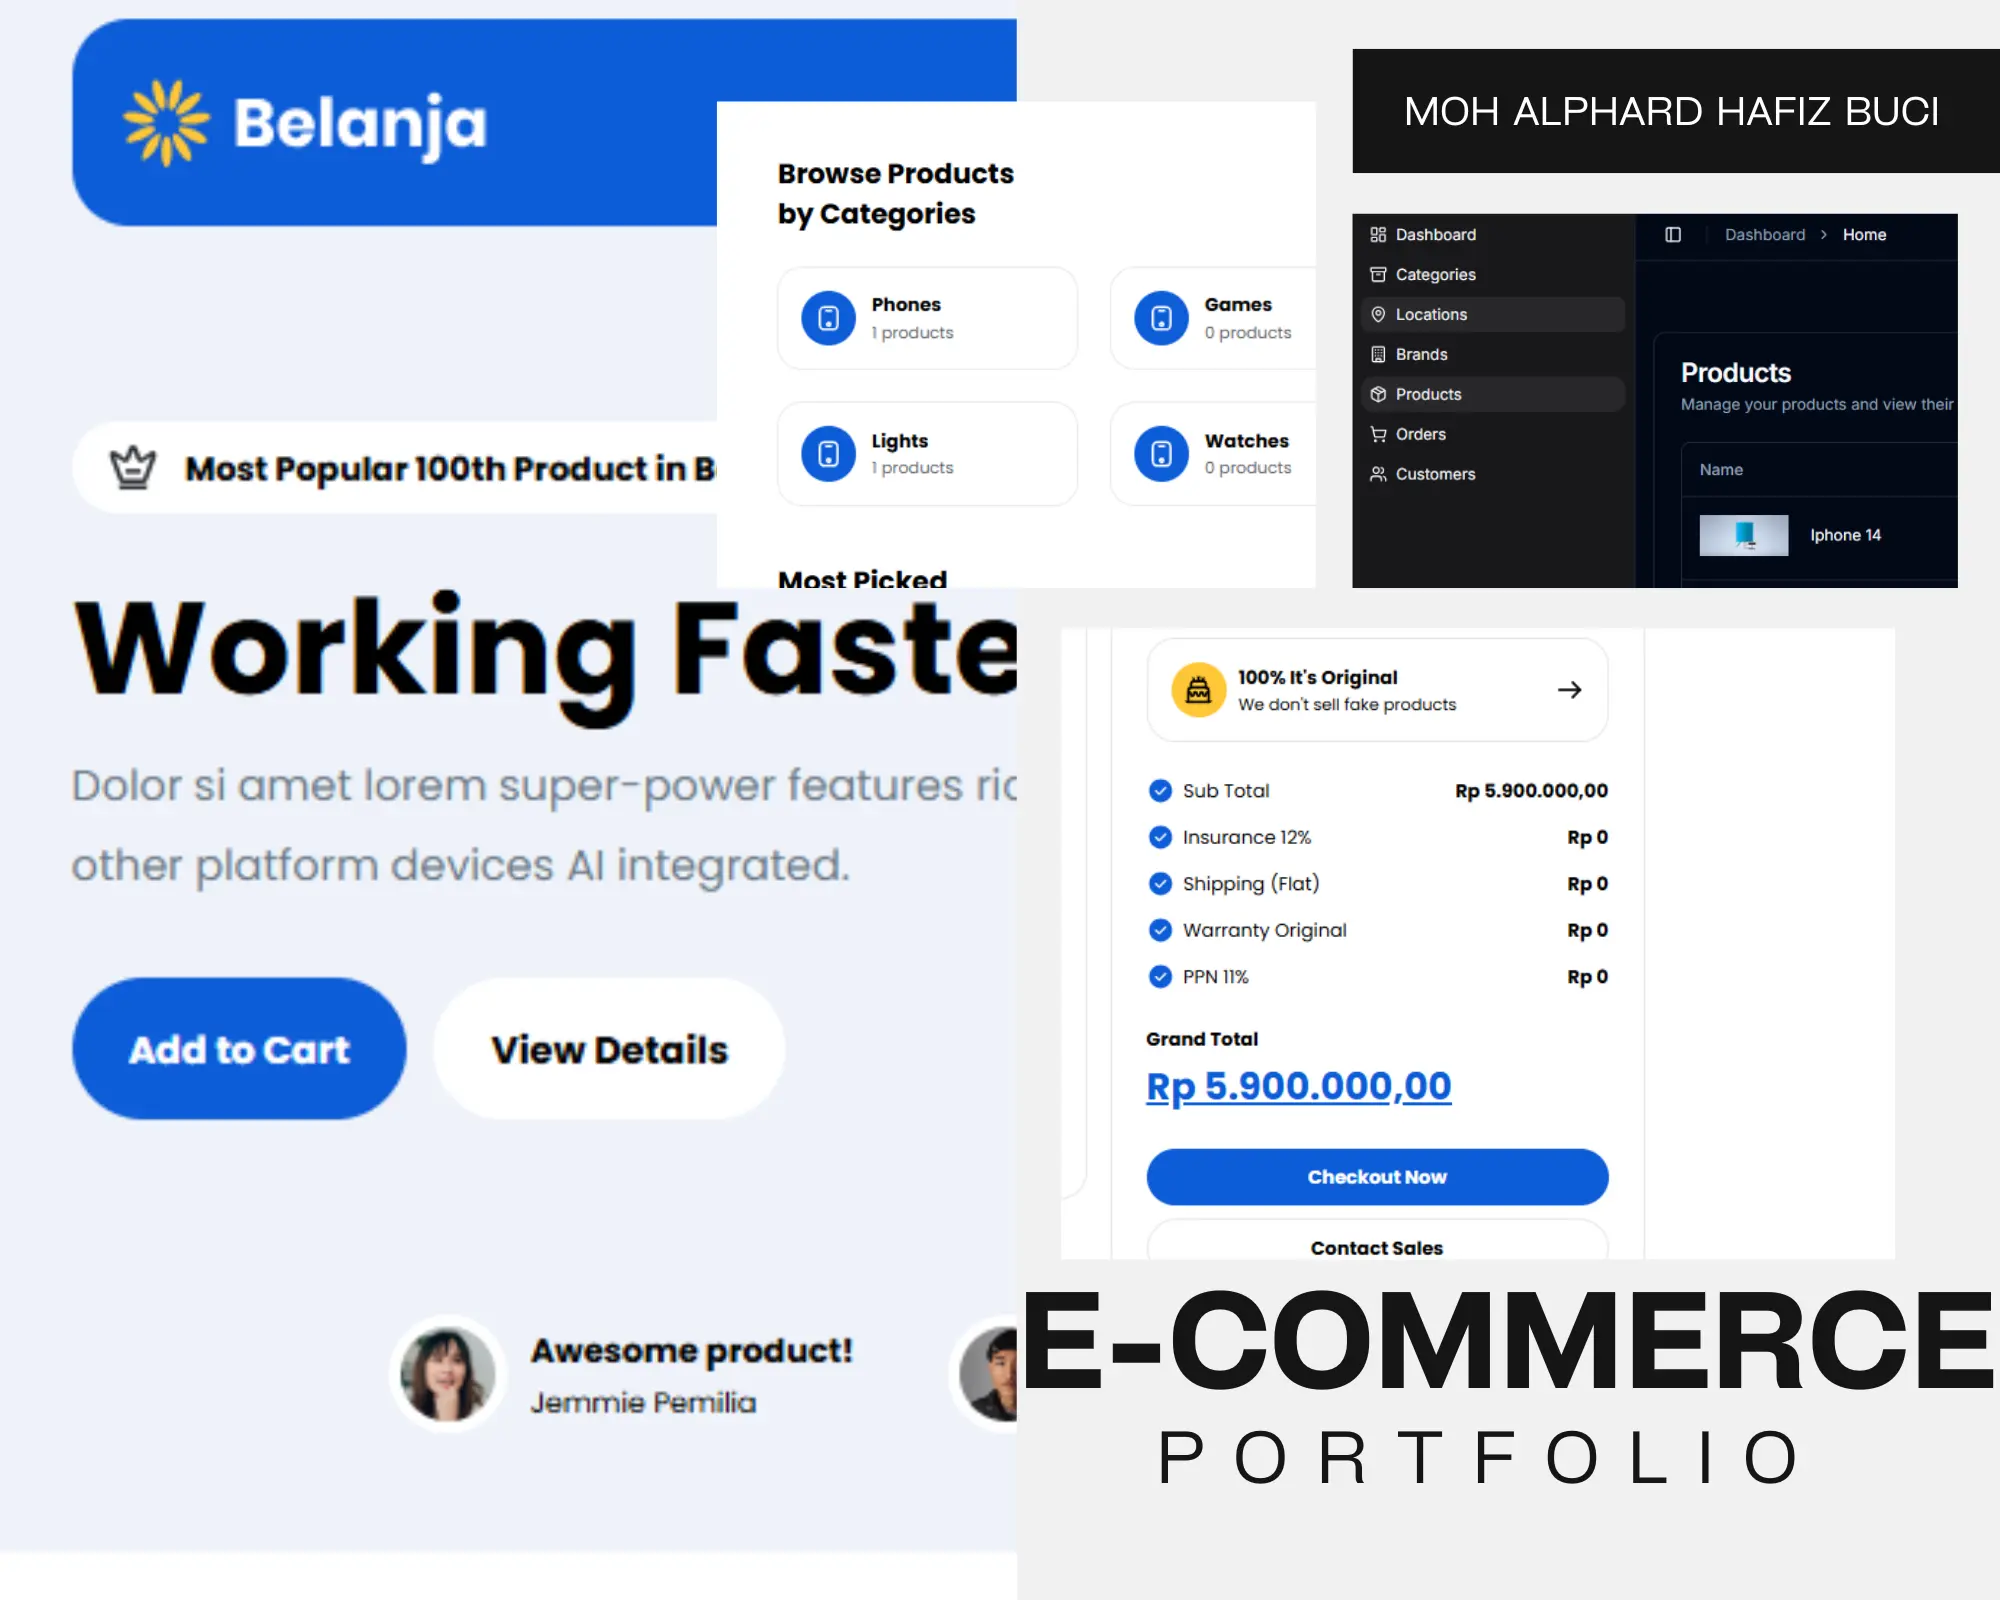 Belanja
Most Popular 100th Product in B
Working Faste
Dolor si amet lorem super-power features ric
other platform devices AI integrated.
Add to Cart
View Details
Awesome product!
Jemmie Pemilia
Browse Products
by Categories
Phones
1 products
Games
0 products
Lights
1 products
Watches
0 products
Most Picked
MOH ALPHARD HAFIZ BUCI
Dashboard
Categories
Locations
Brands
Products
Orders
Customers
Dashboard > Home
Products
Manage your products and view their
Name
Iphone 14
100% It's Original
We don't sell fake products
Sub Total Rp 5.900.000,00
Insurance 12% Rp 0
Shipping (Flat) Rp 0
Warranty Original Rp 0
PPN 11% Rp 0
Grand Total
Rp 5.900.000,00
Checkout Now
Contact Sales
E-COMMERCE
PORTFOLIO